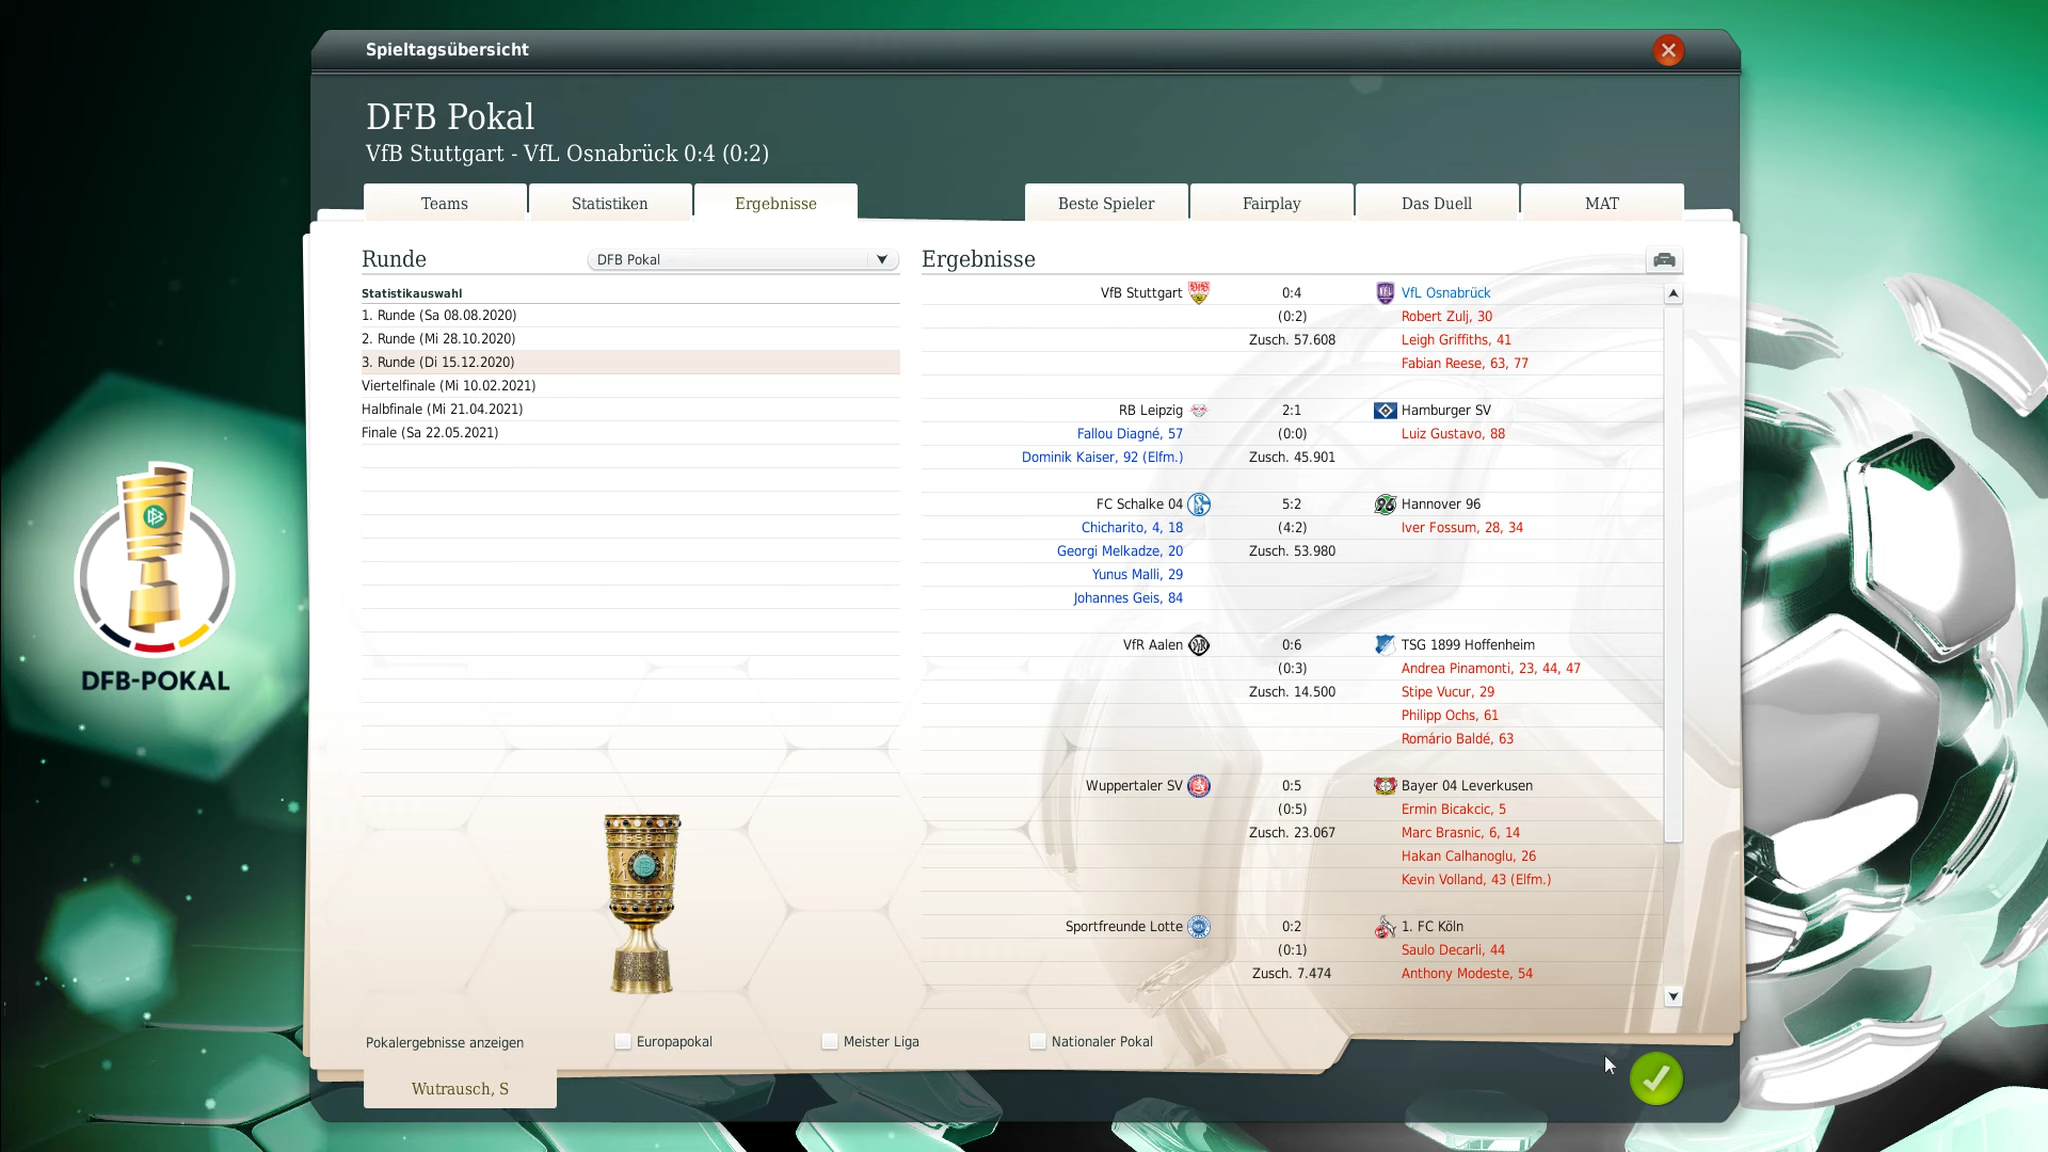 Spieltagsübersicht
DFB Pokal
VfB Stuttgart - VfL Osnabrück 0:4 (0:2)
Teams
Statistiken
Ergebnisse
Beste Spieler
Fairplay
Das Duell
MAT
Runde
DFB Pokal
Statistikauswahl
1. Runde (Sa 08.08.2020)
2. Runde (Mi 28.10.2020)
3. Runde (Di 15.12.2020)
Viertelfinale (Mi 10.02.2021)
Halbfinale (Mi 21.04.2021)
Finale (Sa 22.05.2021)
DFB-POKAL
Ergebnisse
VfB Stuttgart 0:4 VfL Osnabrück
(0:2) Robert Zulj, 30
Zusch. 57.608 Leigh Griffiths, 41
Fabian Reese, 63, 77
RB Leipzig 2:1 Hamburger SV
Fallou Diagné, 57 (0:0) Luiz Gustavo, 88
Dominik Kaiser, 92 (Elfm.) Zusch. 45.901
FC Schalke 04 5:2 Hannover 96
Chicharito, 4, 18 (4:2) Iver Fossum, 28, 34
Georgi Melkadze, 20 Zusch. 53.980
Yunus Malli, 29
Johannes Geis, 84
VfR Aalen 0:6 TSG 1899 Hoffenheim
(0:3) Andrea Pinamonti, 23, 44, 47
Zusch. 14.500 Stipe Vucur, 29
Philipp Ochs, 61
Romário Baldé, 63
Wuppertaler SV 0:5 Bayer 04 Leverkusen
(0:5) Ermin Bicakcic, 5
Zusch. 23.067 Marc Brasnic, 6, 14
Hakan Calhanoglu, 26
Kevin Volland, 43 (Elfm.)
Sportfreunde Lotte 0:2 1. FC Köln
(0:1) Saulo Decarli, 44
Zusch. 7.474 Anthony Modeste, 54
Pokalergebnisse anzeigen
Europapokal
Meister Liga
Nationaler Pokal
Wutrausch, S